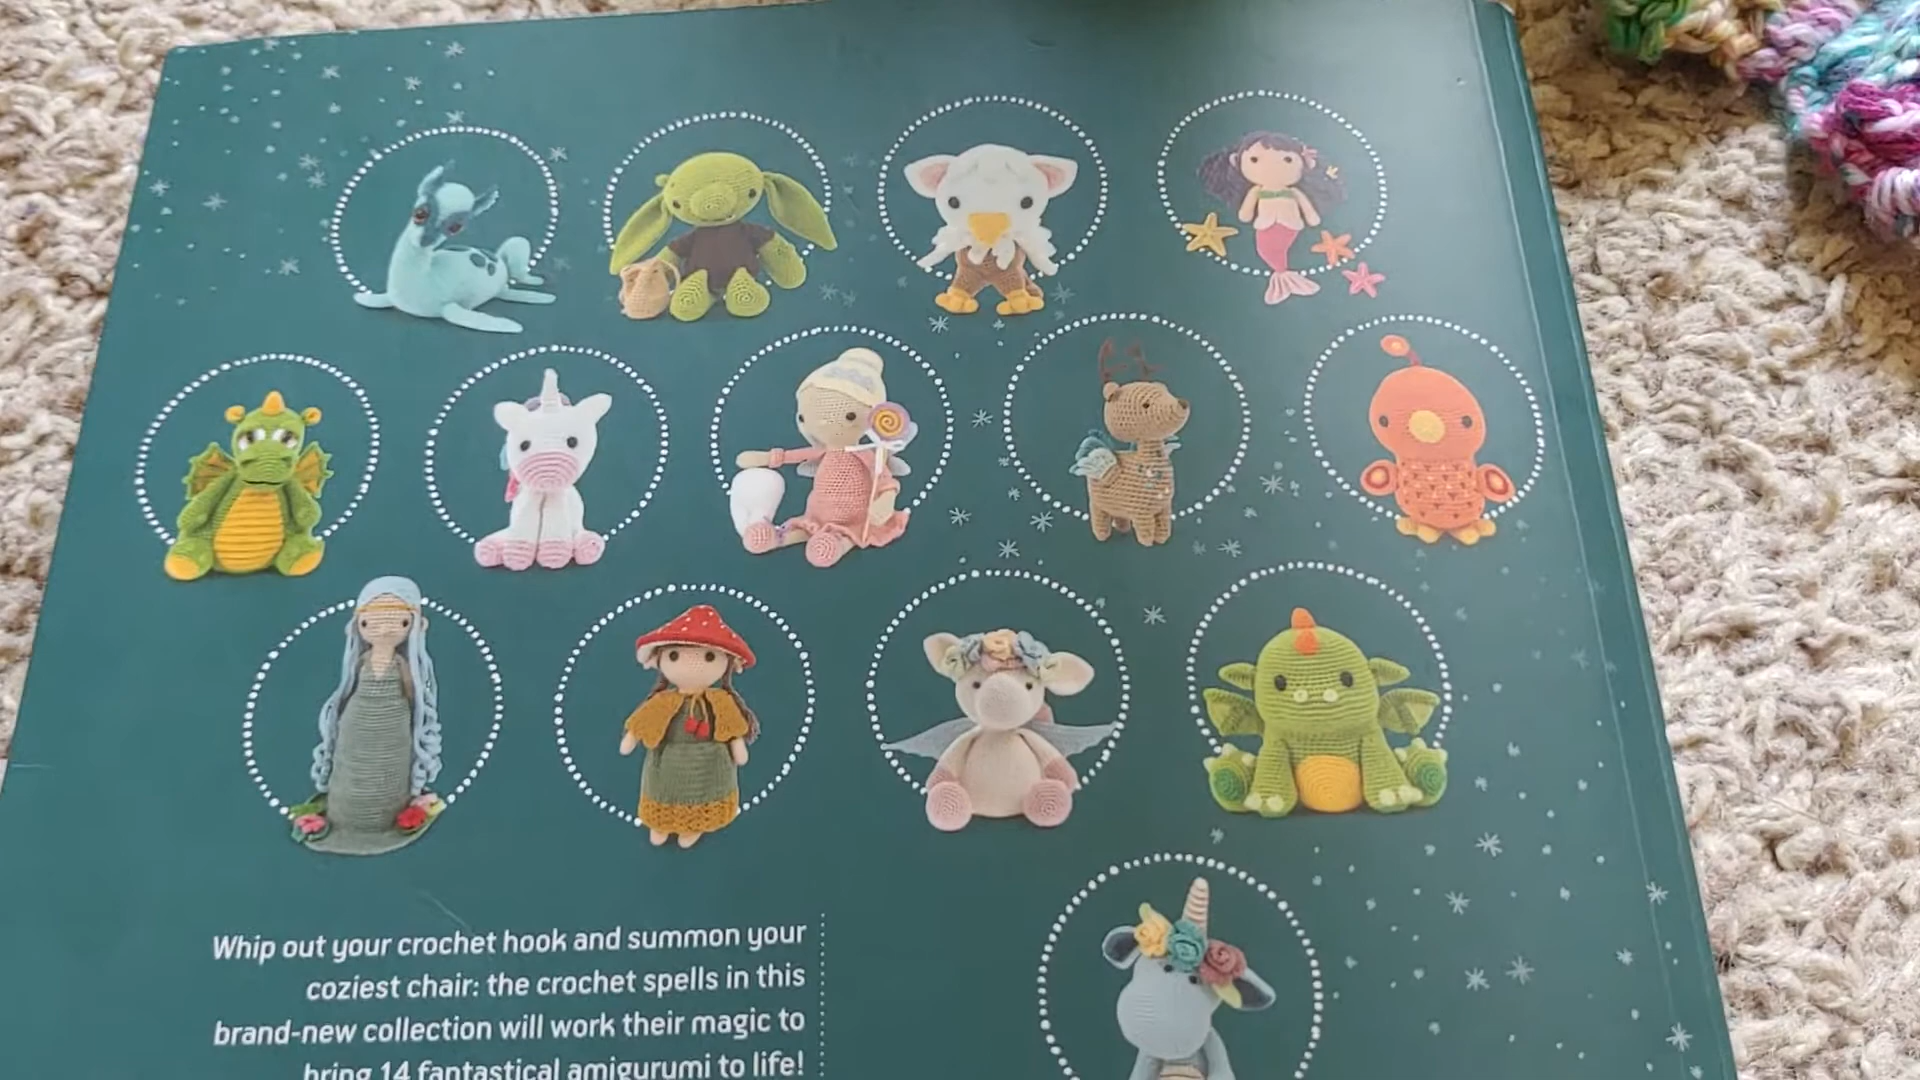 Whip out your crochet hook and summon your
coziest chair: the crochet spells in this
brand-new collection will work their magic to
bring 14 fantastical amigurumi to life!